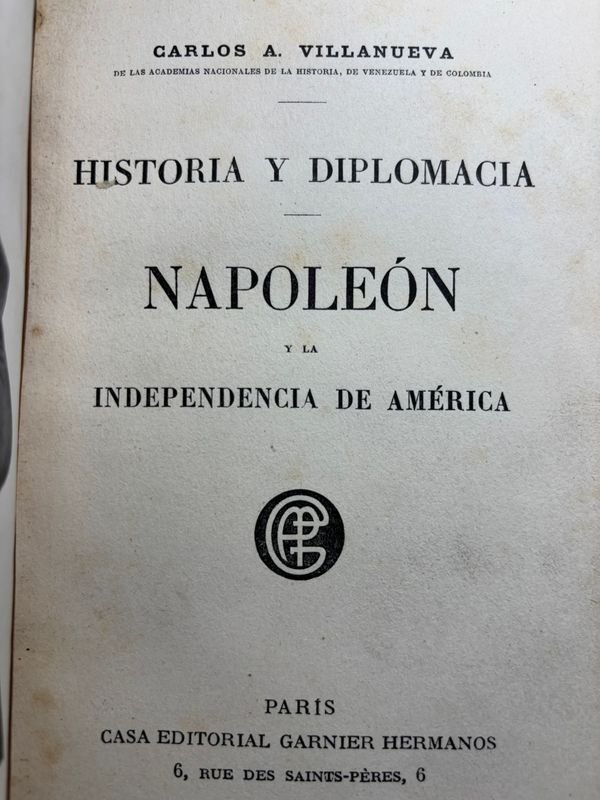 CARLOS A. VILLANUEVA
DE LAS ACADEMIAS NACIONALES DE LA HISTORIA, DE VENEZUELA Y DE COLOMBIA
HISTORIA Y DIPLOMACIA
NAPOLEÓN
Y LA
INDEPENDENCIA DE AMÉRICA
PARÍS
CASA EDITORIAL GARNIER HERMANOS
6, RUE DES SAINTS-PÈRES, 6